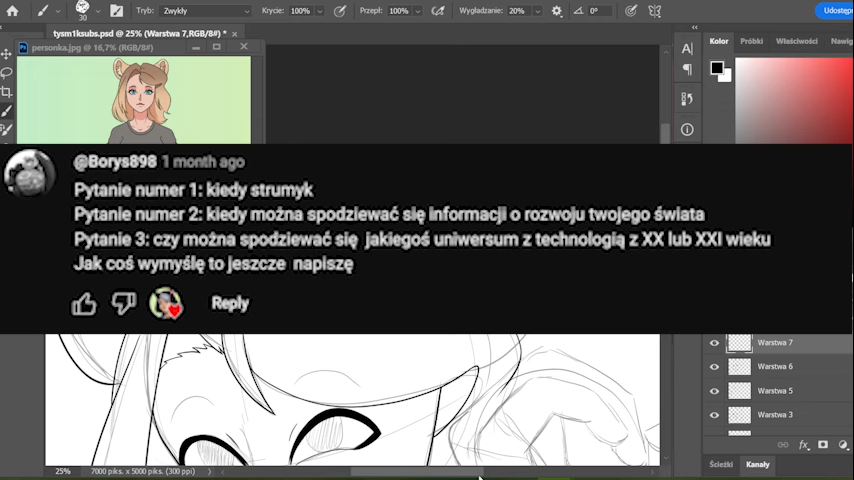 Tryb: Zwykły Krycie: 100% Przepł: 100% Wygładzanie: 20% 0° Udostęp
30
tysm1ksubs.psd @ 25% (Warstwa 7,RGB/8#) *
personka.jpg @ 16,7% (RGB/8#)
Kolor Próbki Właściwości Nawig
@Borys898 1 month ago
Pytanie numer 1: kiedy strumyk
Pytanie numer 2: kiedy można spodziewać się informacji o rozwoju twojego świata
Pytanie 3: czy można spodziewać się jakiegoś uniwersum z technologią z XX lub XXI wieku
Jak coś wymyślę to jeszcze napiszę
Reply
Warstwa 7
Warstwa 6
Warstwa 5
Warstwa 3
fx
Ścieżki Kanały
25% 7000 piks. x 5000 piks. (300 ppi)